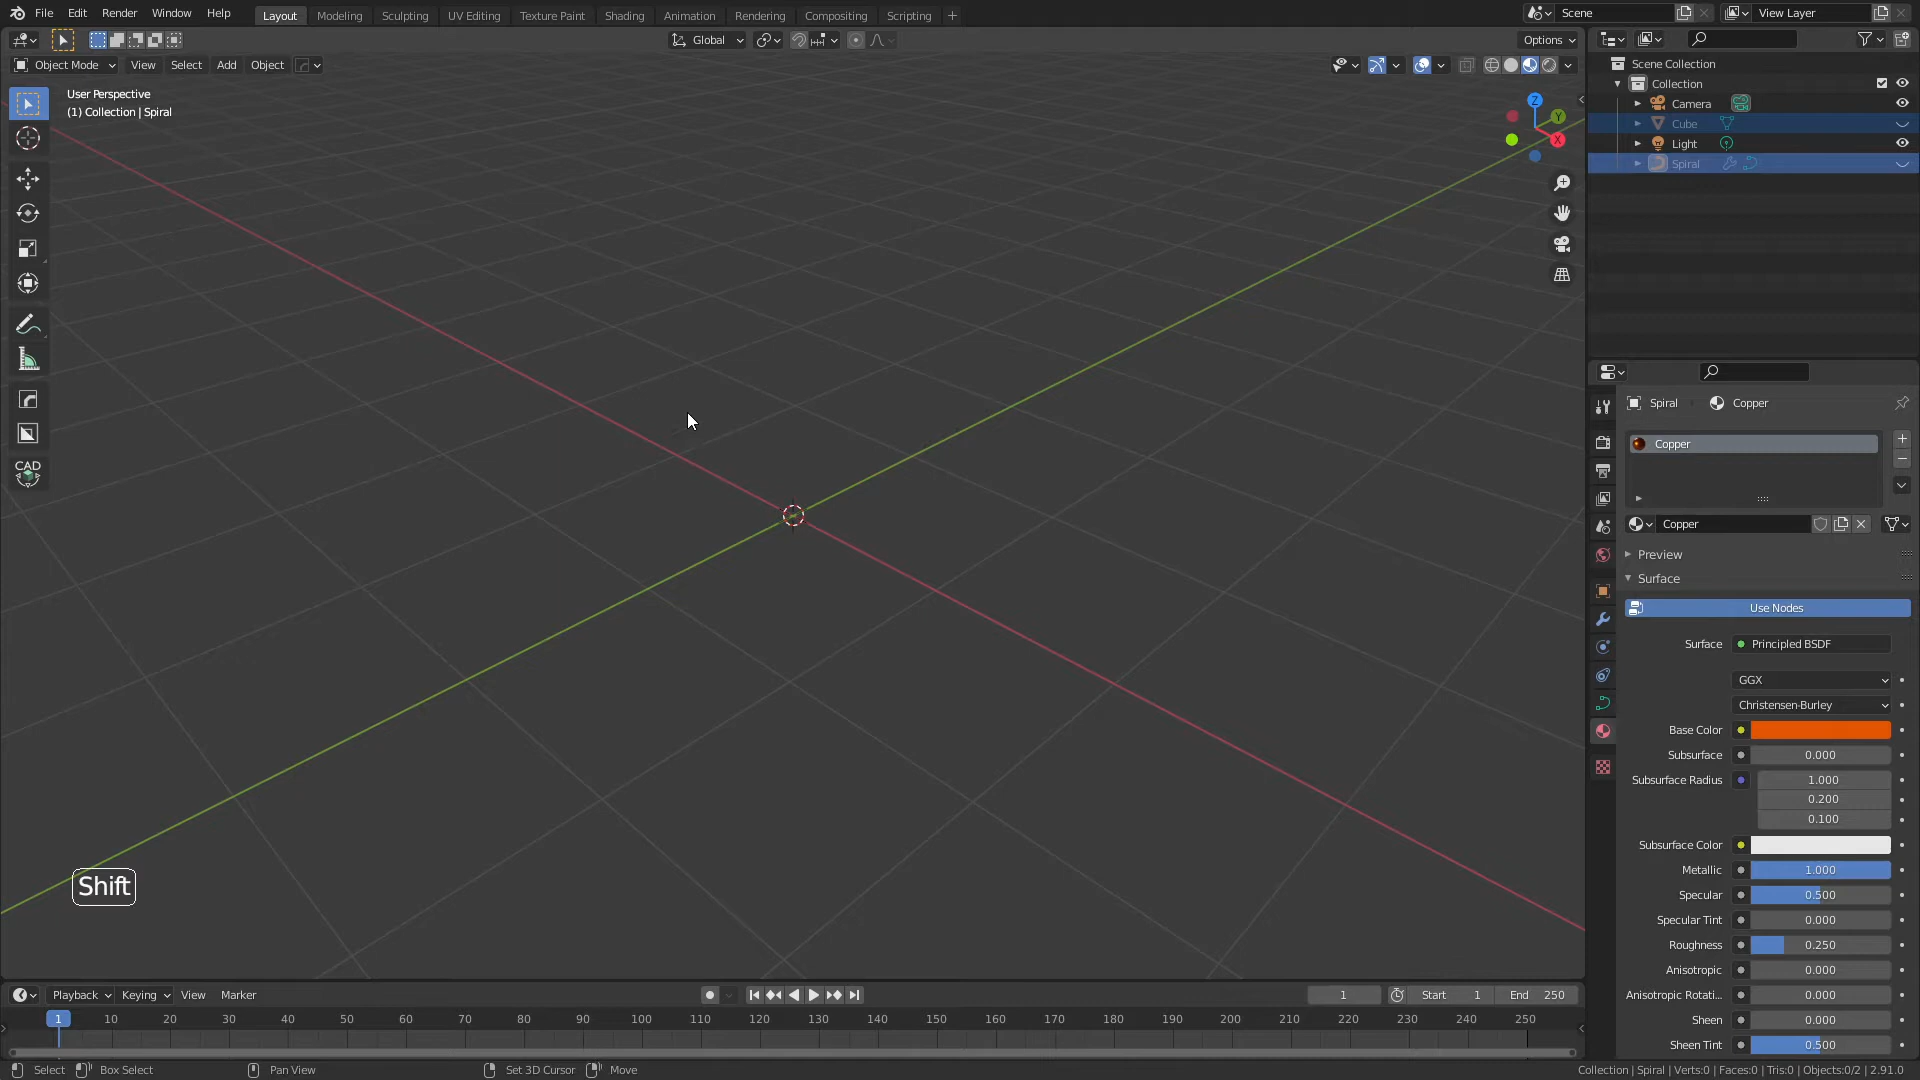 File Edit Render Window Help Layout Modeling Sculpting UV Editing Texture Paint Shading Animation Rendering Compositing Scripting + Scene View Layer
Global Options
Object Mode View Select Add Object
User Perspective
(1) Collection | Spiral
Z
Y
X
CAD
Shift
Scene Collection
Collection
Camera
Cube
Light
Spiral
Spiral Copper
Copper
Copper
Preview
Surface
Use Nodes
Surface Principled BSDF
GGX
Christensen-Burley
Base Color
Subsurface 0.000
Subsurface Radius 1.000
0.200
0.100
Subsurface Color
Metallic 1.000
Specular 0.500
Specular Tint 0.000
Roughness 0.250
Anisotropic 0.000
Anisotropic Rotati... 0.000
Sheen 0.000
Sheen Tint 0.500
Playback Keying View Marker 1 Start 1 End 250
1 10 20 30 40 50 60 70 80 90 100 110 120 130 140 150 160 170 180 190 200 210 220 230 240 250
Select Box Select Pan View Set 3D Cursor Move Collection | Spiral | Verts:0 | Faces:0 | Tris:0 | Objects:0/2 | 2.91.0